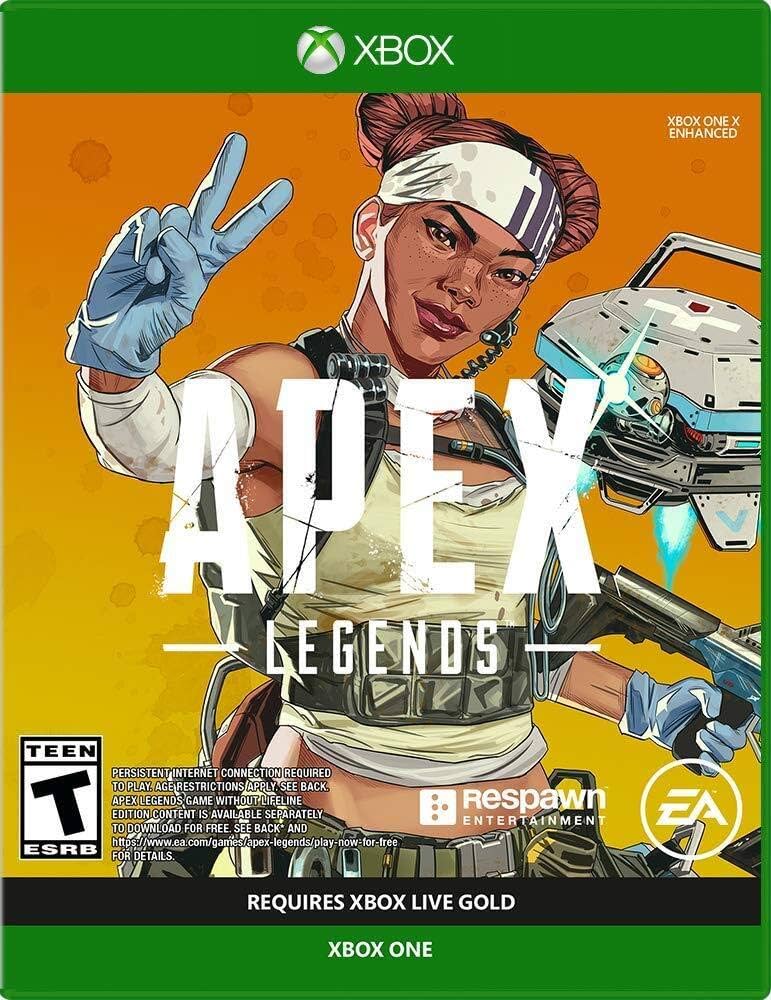 XBOX
XBOX ONE X
ENHANCED
APEX
LEGENDS™
TEEN
T
ESRB
PERSISTENT INTERNET CONNECTION REQUIRED
TO PLAY. AGE RESTRICTIONS APPLY. SEE BACK.
APEX LEGENDS GAME WITHOUT LIFELINE
EDITION CONTENT IS AVAILABLE SEPARATELY
TO DOWNLOAD FOR FREE. SEE BACK* AND
https://www.ea.com/games/apex-legends/play-now-for-free
FOR DETAILS.
Respawn
ENTERTAINMENT
EA
REQUIRES XBOX LIVE GOLD
XBOX ONE